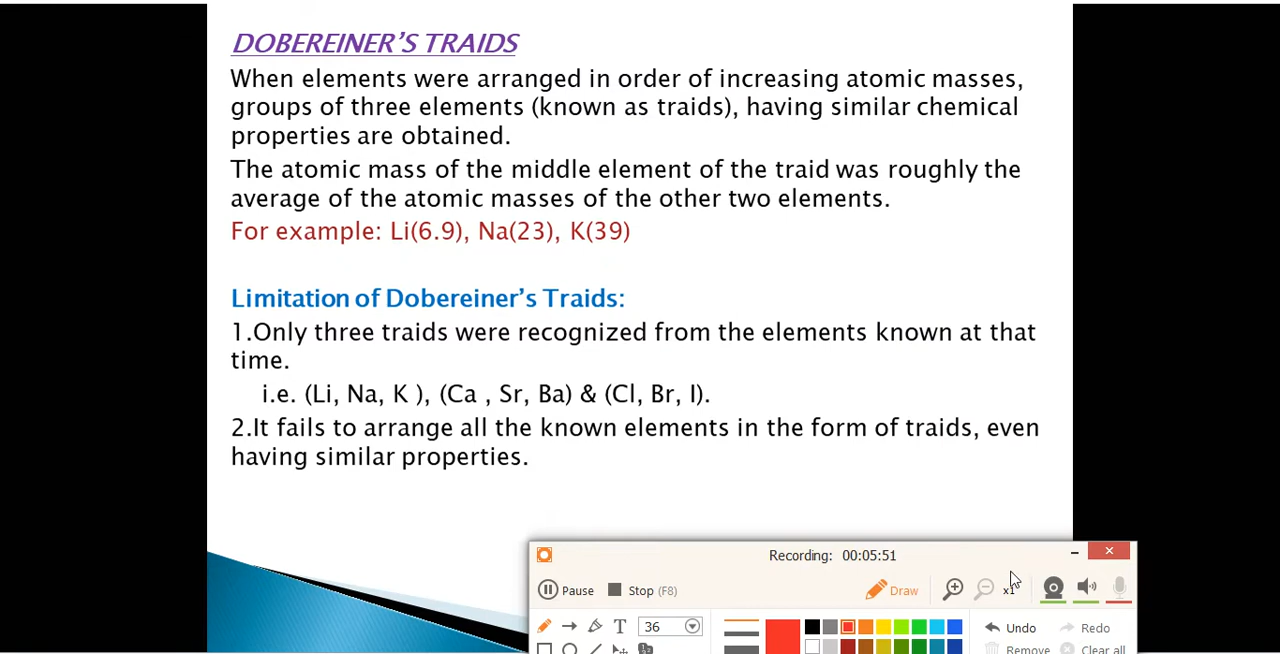 DOBEREINER'S TRAIDS
When elements were arranged in order of increasing atomic masses,
groups of three elements (known as traids), having similar chemical
properties are obtained.
The atomic mass of the middle element of the traid was roughly the
average of the atomic masses of the other two elements.
For example: Li(6.9), Na(23), K(39)
Limitation of Dobereiner's Traids:
1.Only three traids were recognized from the elements known at that
time.
i.e. (Li, Na, K ), (Ca , Sr, Ba) & (Cl, Br, I).
2.It fails to arrange all the known elements in the form of traids, even
having similar properties.
Recording: 00:05:51
Pause Stop (F8) Draw x1
T 36 Undo Redo
Remove Clear all